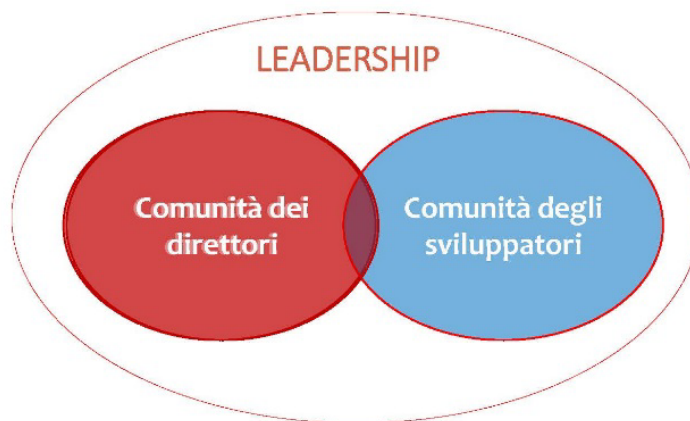 LEADERSHIP
Comunità dei
direttori
Comunità degli
sviluppatori